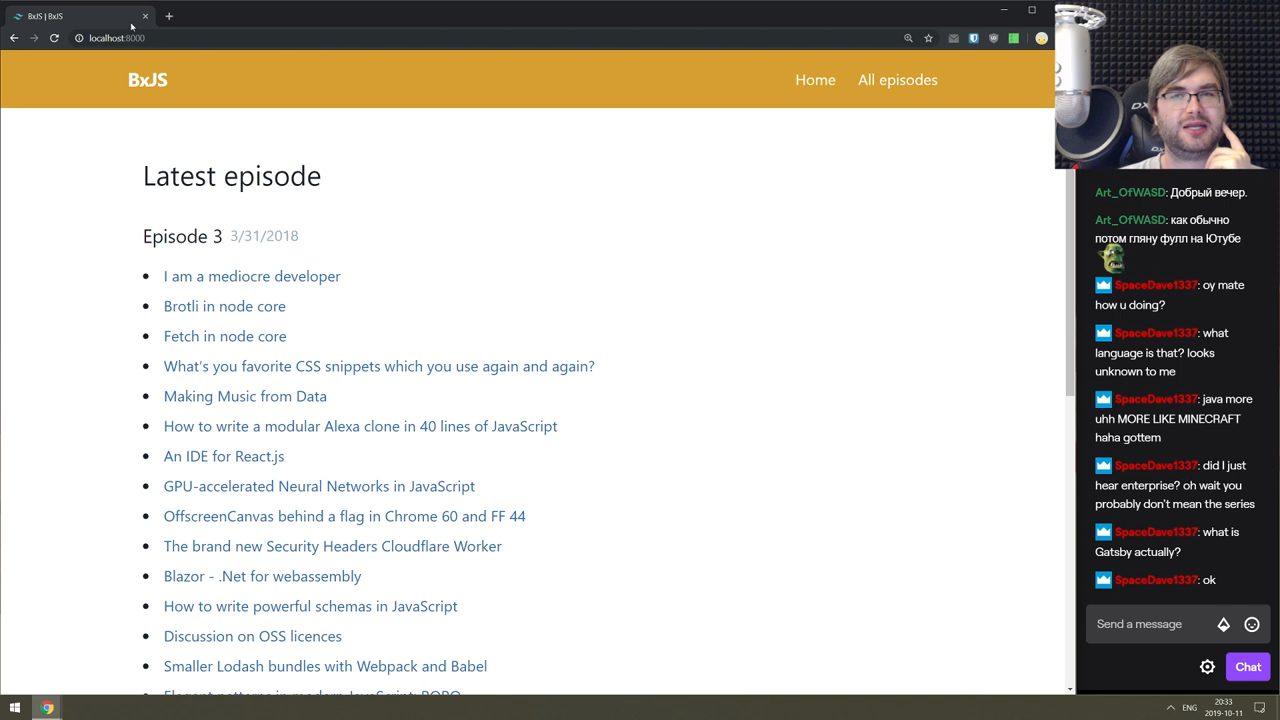 BxJS | BxJS
localhost:8000
BxJS
Home
All episodes
Latest episode
Episode 3 3/31/2018
I am a mediocre developer
Brotli in node core
Fetch in node core
What's you favorite CSS snippets which you use again and again?
Making Music from Data
How to write a modular Alexa clone in 40 lines of JavaScript
An IDE for React.js
GPU-accelerated Neural Networks in JavaScript
OffscreenCanvas behind a flag in Chrome 60 and FF 44
The brand new Security Headers Cloudflare Worker
Blazor - .Net for webassembly
How to write powerful schemas in JavaScript
Discussion on OSS licences
Smaller Lodash bundles with Webpack and Babel
Elegant patterns in modern JavaScript: RORO
Art_OfWASD: Добрый вечер.
Art_OfWASD: как обычно
потом гляну фулл на Ютубе
SpaceDave1337: oy mate
how u doing?
SpaceDave1337: what
language is that? looks
unknown to me
SpaceDave1337: java more
uhh MORE LIKE MINECRAFT
haha gottem
SpaceDave1337: did I just
hear enterprise? oh wait you
probably don't mean the series
SpaceDave1337: what is
Gatsby actually?
SpaceDave1337: ok
Send a message
Chat
ENG
20:33
2019-10-11